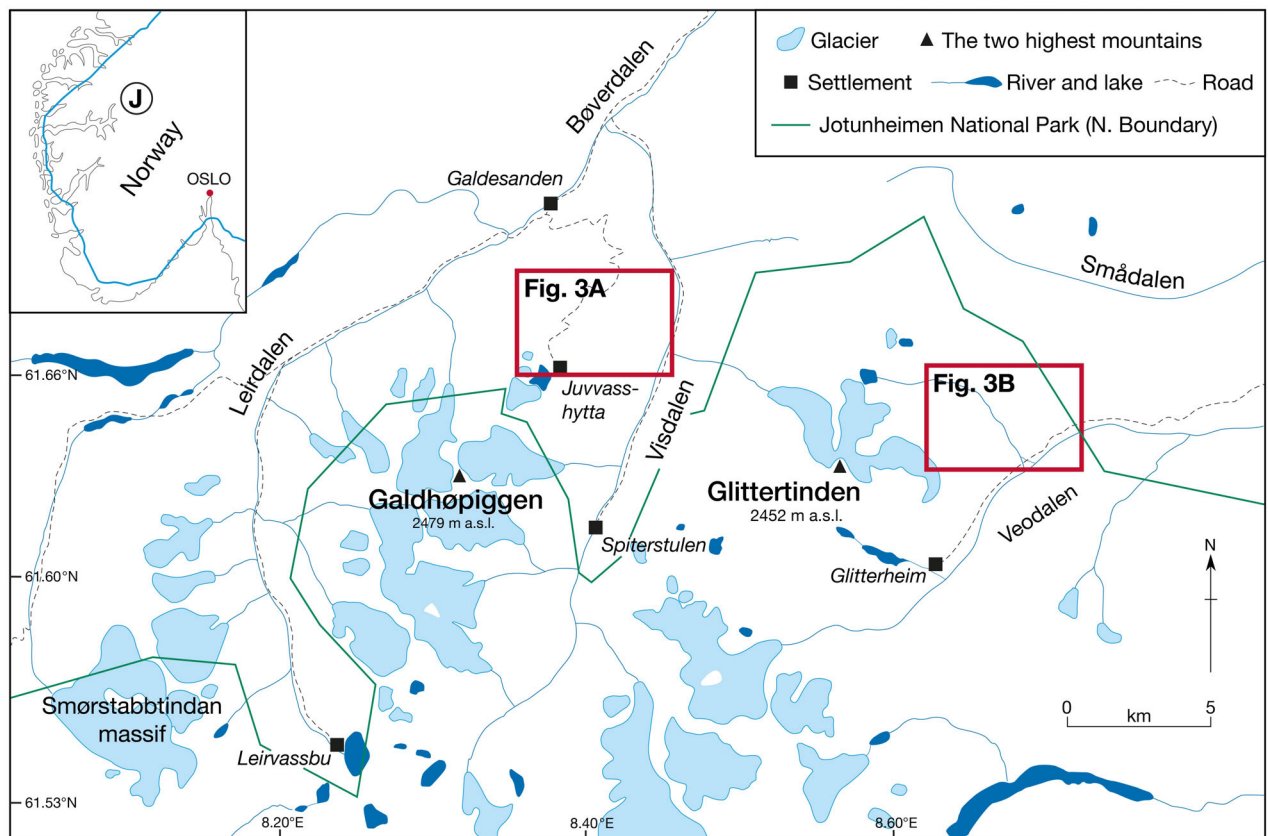 J
Norway
OSLO
Glacier
The two highest mountains
Settlement
River and lake
Road
Jotunheimen National Park (N. Boundary)
Bøverdalen
Galdesanden
Smådalen
Fig. 3A
Leirdalen
61.66°N
Juvvass-
hytta
Fig. 3B
Visdalen
Galdhøpiggen
2479 m a.s.l.
Glittertinden
2452 m a.s.l.
Veodalen
Spiterstulen
Glitterheim
N
61.60°N
Smørstabbtindan
massif
0
km
5
Leirvassbu
61.53°N
8.20°E
8.40°E
8.60°E